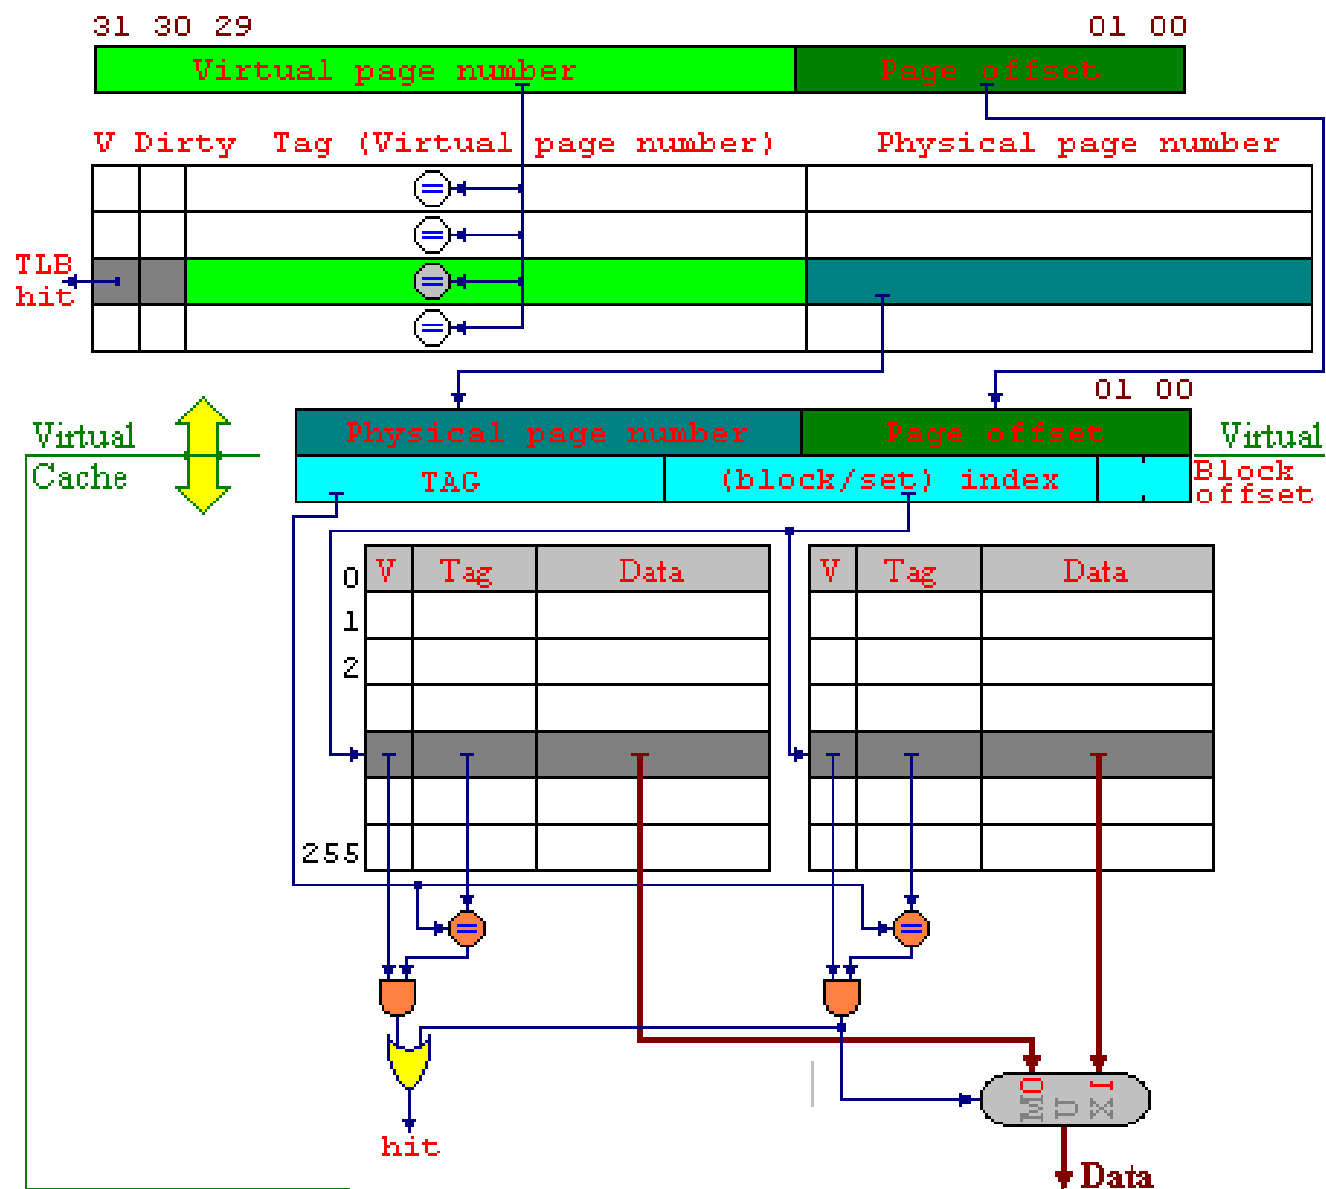 31 30 29 01 00
Virtual page number Page offset
V Dirty Tag (Virtual page number) Physical page number
=
=
TLB
hit
=
=
01 00
Virtual
Cache
Physical page number Page offset
Virtual
TAG (block/set) index
Block
offset
V Tag Data
V Tag Data
0
1
2
255
= =
0 1
MUX
hit
Data